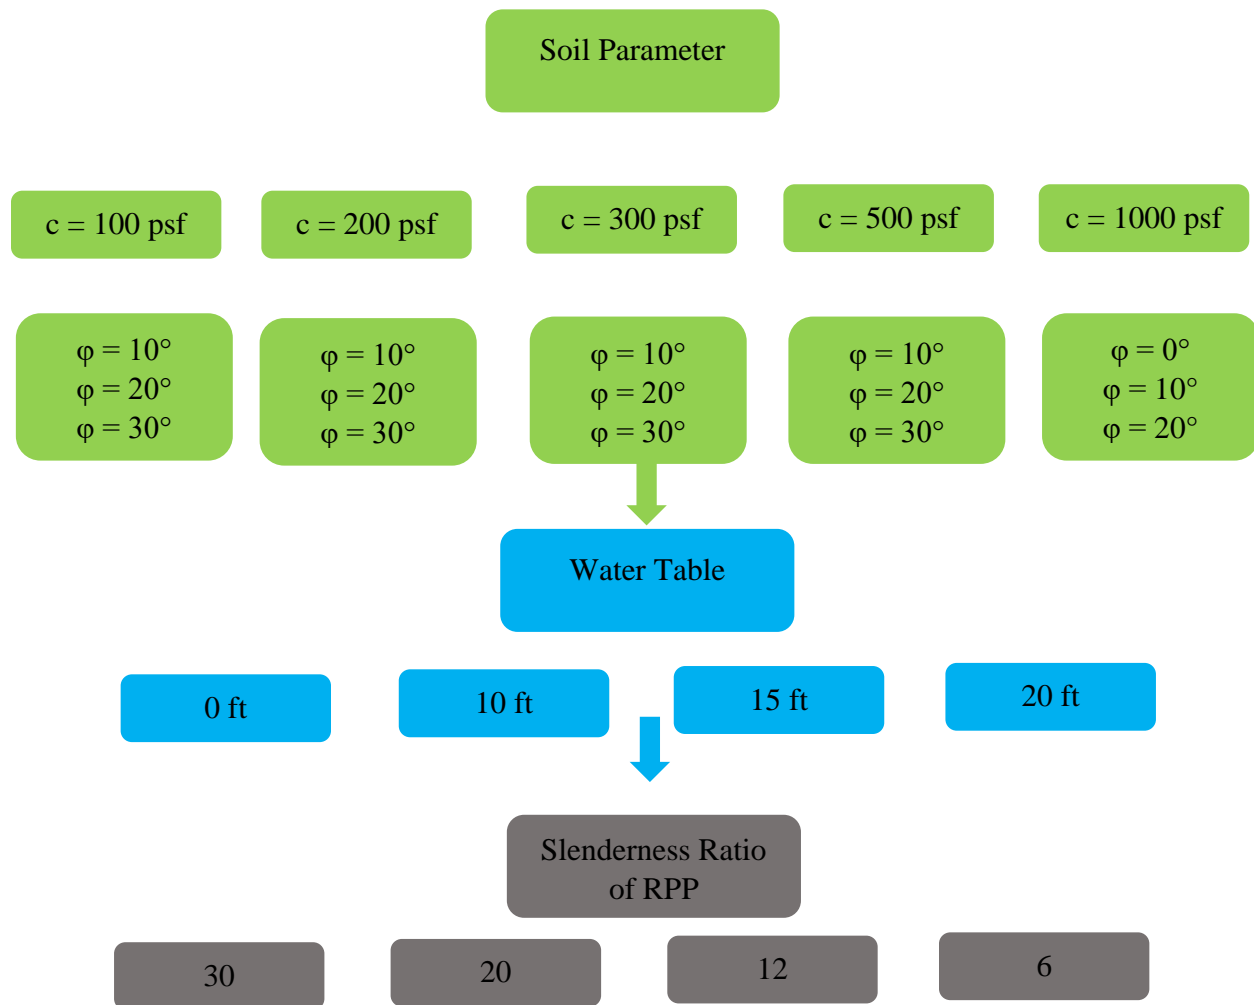 Soil Parameter
c = 100 psf
c = 200 psf
c = 300 psf
c = 500 psf
c = 1000 psf
φ = 10°
φ = 20°
φ = 30°
φ = 10°
φ = 20°
φ = 30°
φ = 10°
φ = 20°
φ = 30°
φ = 10°
φ = 20°
φ = 30°
φ = 0°
φ = 10°
φ = 20°
Water Table
0 ft
10 ft
15 ft
20 ft
Slenderness Ratio
of RPP
30
20
12
6